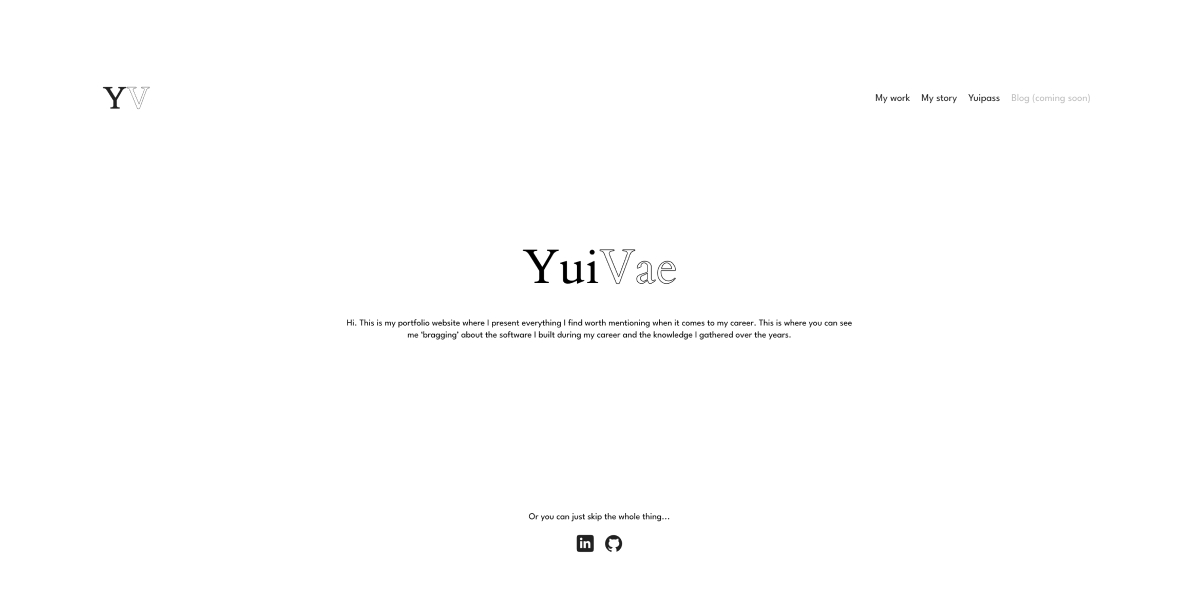 YV
My work My story Yuipass Blog (coming soon)
YuiVae
Hi. This is my portfolio website where I present everything I find worth mentioning when it comes to my career. This is where you can see
me 'bragging' about the software I built during my career and the knowledge I gathered over the years.
Or you can just skip the whole thing...
in